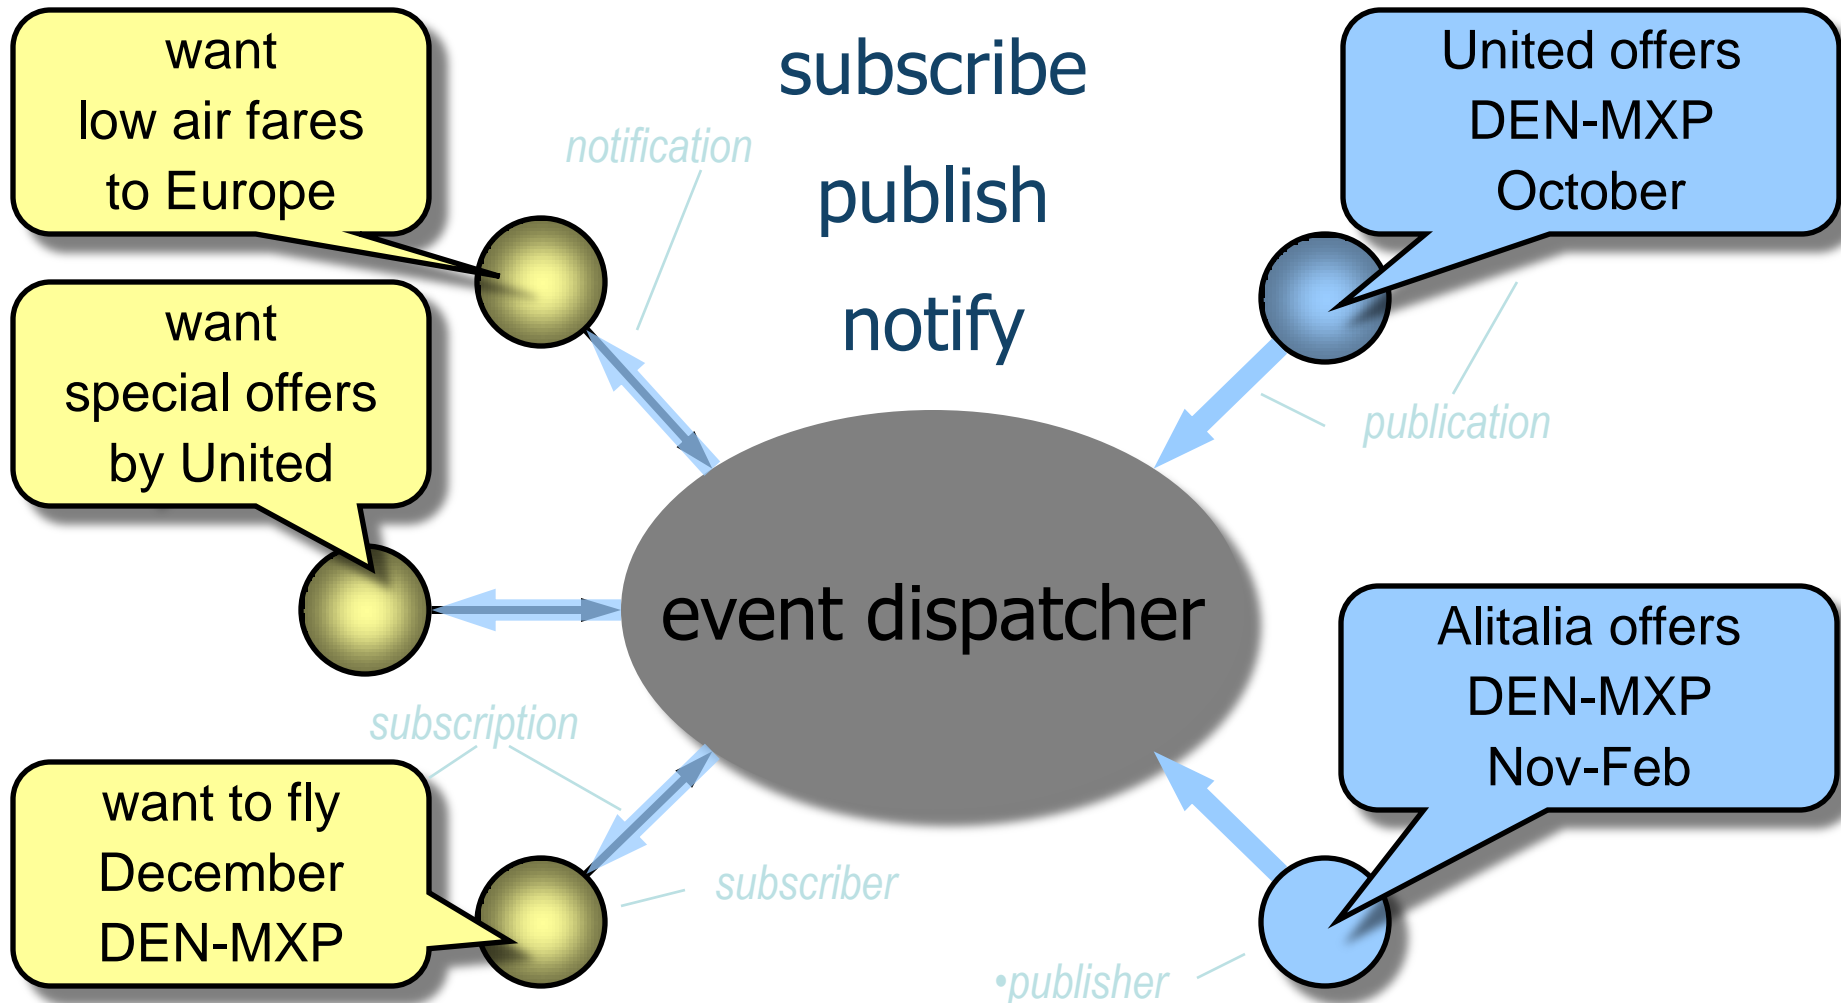 want
low air fares
to Europe
subscribe
publish
notify
United offers
DEN-MXP
October
notification
want
special offers
by United
publication
event dispatcher
Alitalia offers
DEN-MXP
Nov-Feb
subscription
want to fly
December
DEN-MXP
subscriber
•publisher